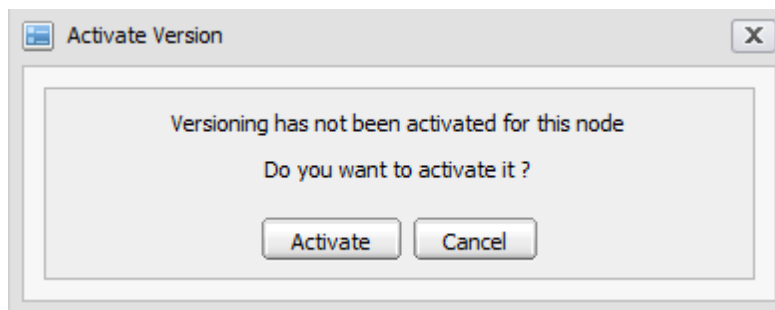 Activate Version
Versioning has not been activated for this node
Do you want to activate it ?
Activate Cancel